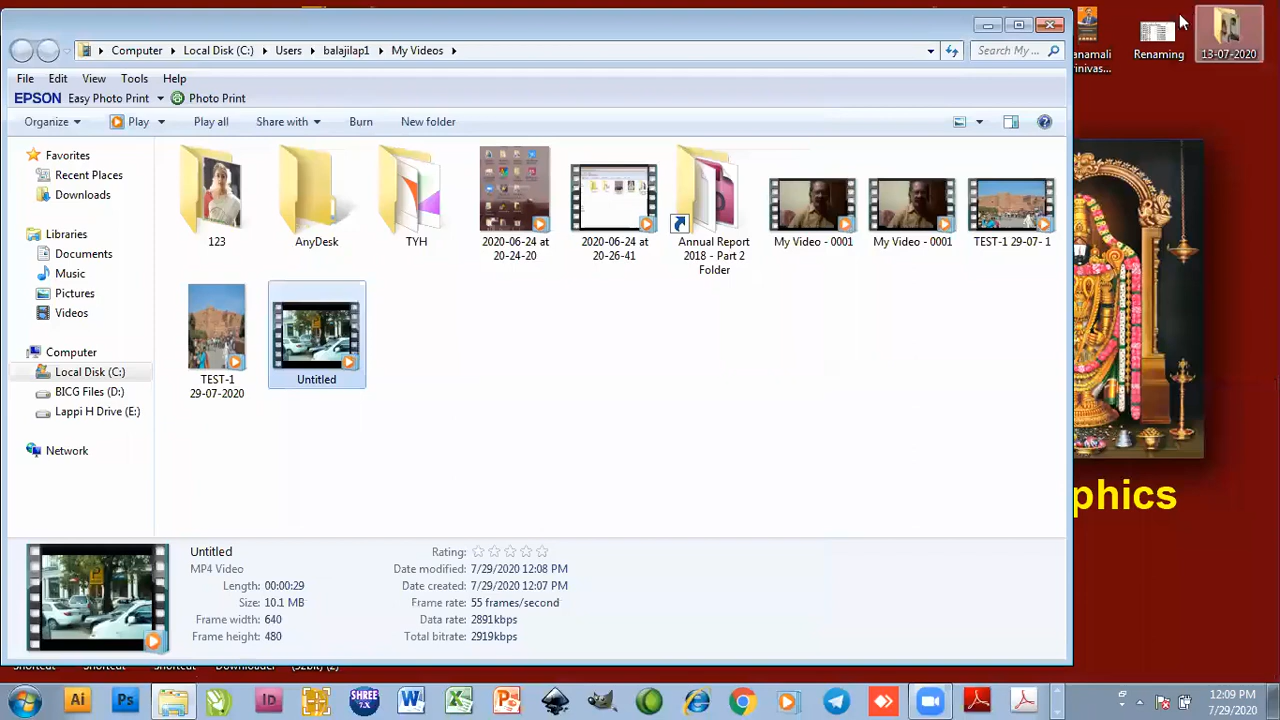 anamali
rinivas...
Renaming
13-07-2020
Computer
Local Disk (C:)
Users
balajilap1
My Videos
Search My ...
File Edit View Tools Help
EPSON Easy Photo Print Photo Print
Organize Play Play all Share with Burn New folder
Favorites
Recent Places
Downloads
Libraries
Documents
Music
Pictures
Videos
Computer
Local Disk (C:)
BICG Files (D:)
Lappi H Drive (E:)
Network
123
AnyDesk
TYH
2020-06-24 at
20-24-20
2020-06-24 at
20-26-41
Annual Report
2018 - Part 2
Folder
My Video - 0001
My Video - 0001
TEST-1 29-07- 1
TEST-1
29-07-2020
Untitled
phics
Untitled
MP4 Video
Length: 00:00:29
Size: 10.1 MB
Frame width: 640
Frame height: 480
Rating:
Date modified: 7/29/2020 12:08 PM
Date created: 7/29/2020 12:07 PM
Frame rate: 55 frames/second
Data rate: 2891kbps
Total bitrate: 2919kbps
Ai
Ps
Id
SHREE
7.X
12:09 PM
7/29/2020